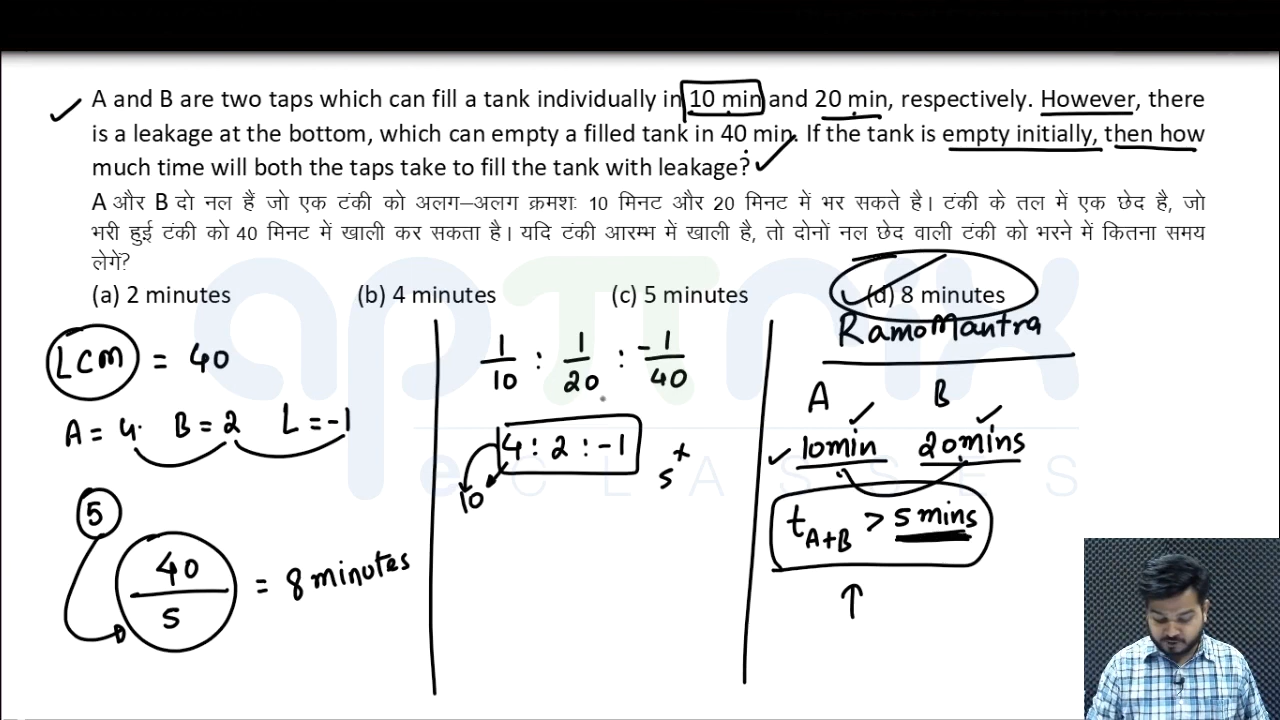 A and B are two taps which can fill a tank individually in 10 min and 20 min, respectively. However, there
is a leakage at the bottom, which can empty a filled tank in 40 min. If the tank is empty initially, then how
much time will both the taps take to fill the tank with leakage?
A और B दो नल हैं जो एक टंकी को अलग–अलग क्रमशः 10 मिनट और 20 मिनट में भर सकते है। टंकी के तल में एक छेद है, जो
भरी हुई टंकी को 40 मिनट में खाली कर सकता है। यदि टंकी आरम्भ में खाली है, तो दोनों नल छेद वाली टंकी को भरने में कितना समय
लेगें?
(a) 2 minutes (b) 4 minutes (c) 5 minutes (d) 8 minutes
LCM = 40
A = 4 B = 2 L = -1
5
40/5 = 8 minutes
1/10 : 1/20 : -1/40
4 : 2 : -1
10
5
+
RamoMantra
A B
10min 20mins
t A+B > 5 mins
e CLASSES